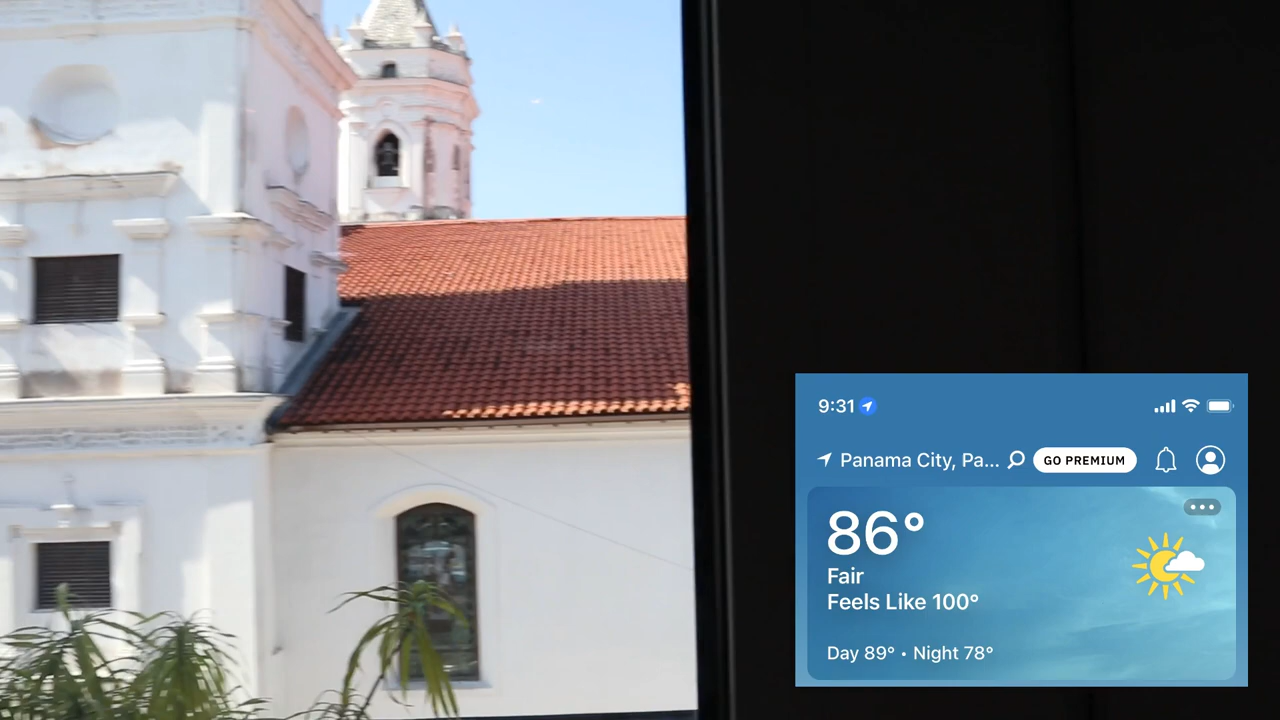 9:31
Panama City, Pa...
GO PREMIUM
86°
Fair
Feels Like 100°
Day 89° • Night 78°